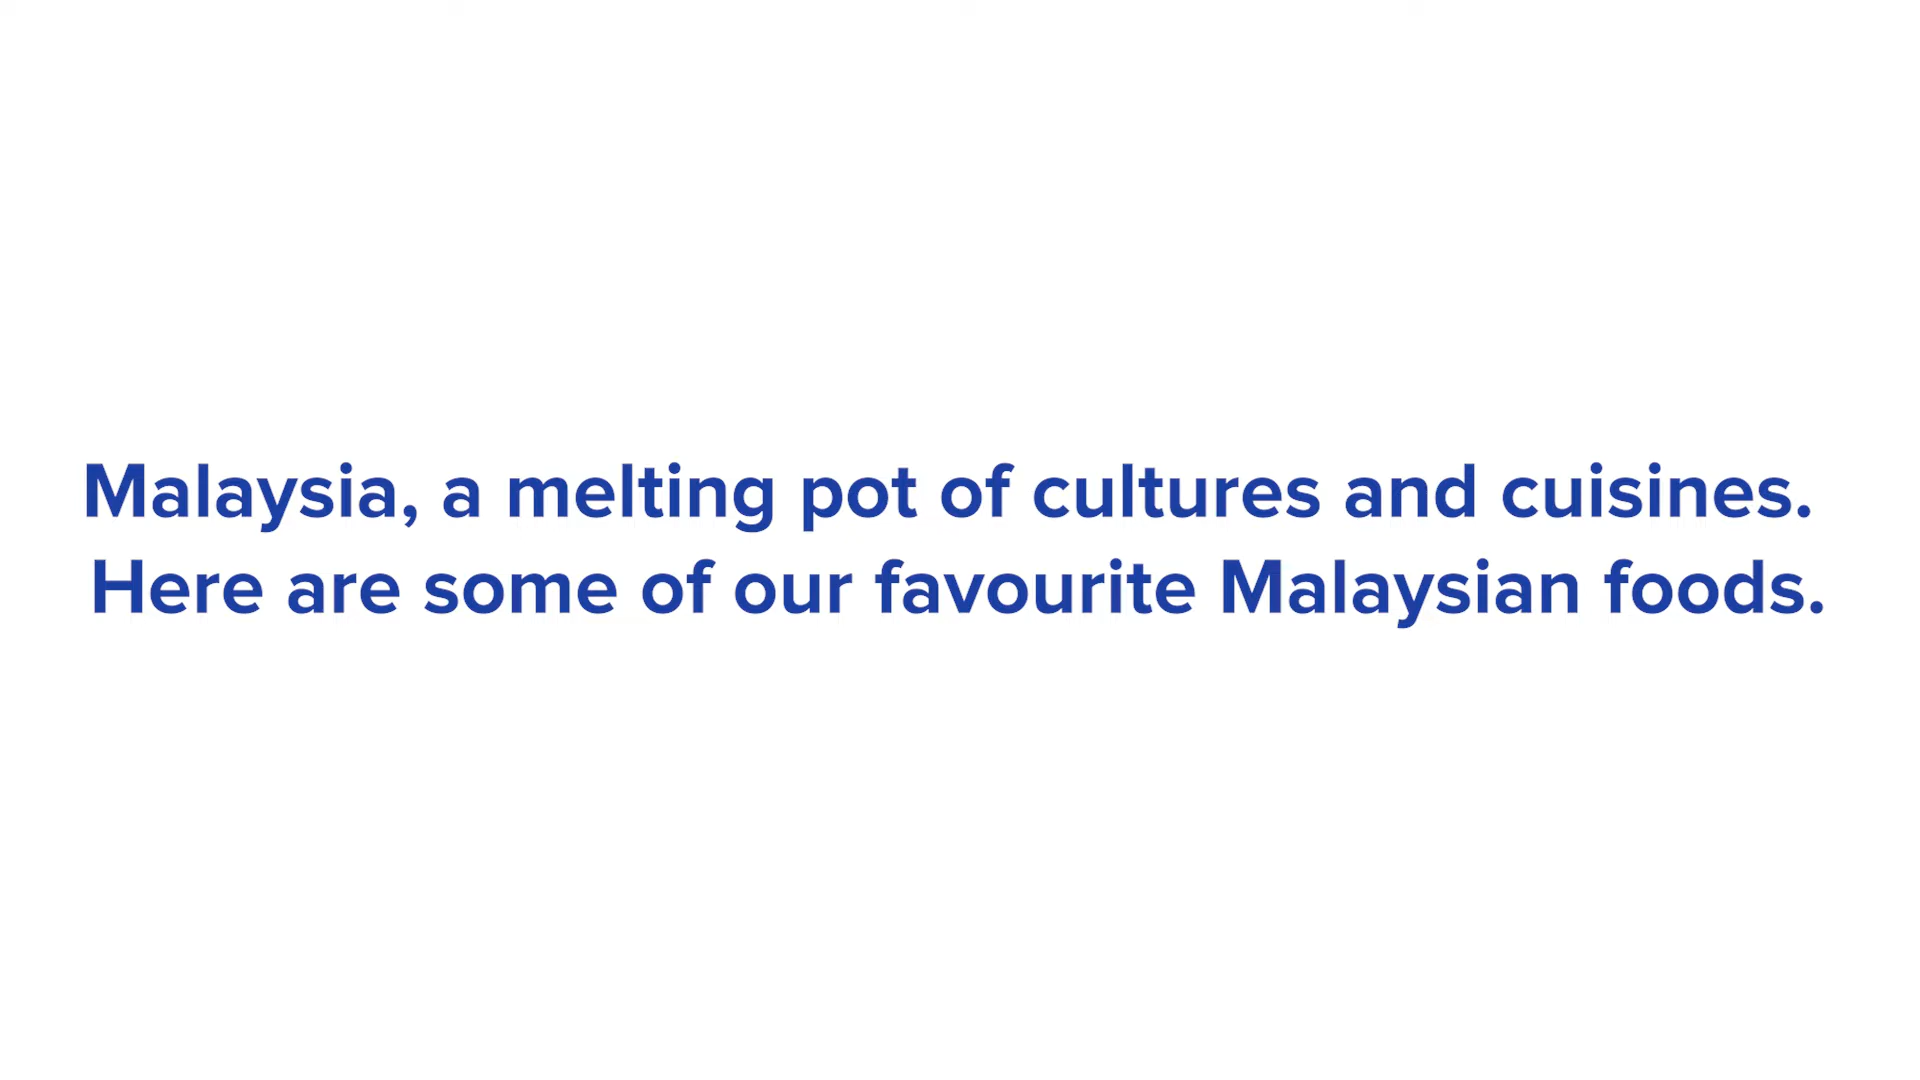 Malaysia, a melting pot of cultures and cuisines.
Here are some of our favourite Malaysian foods.